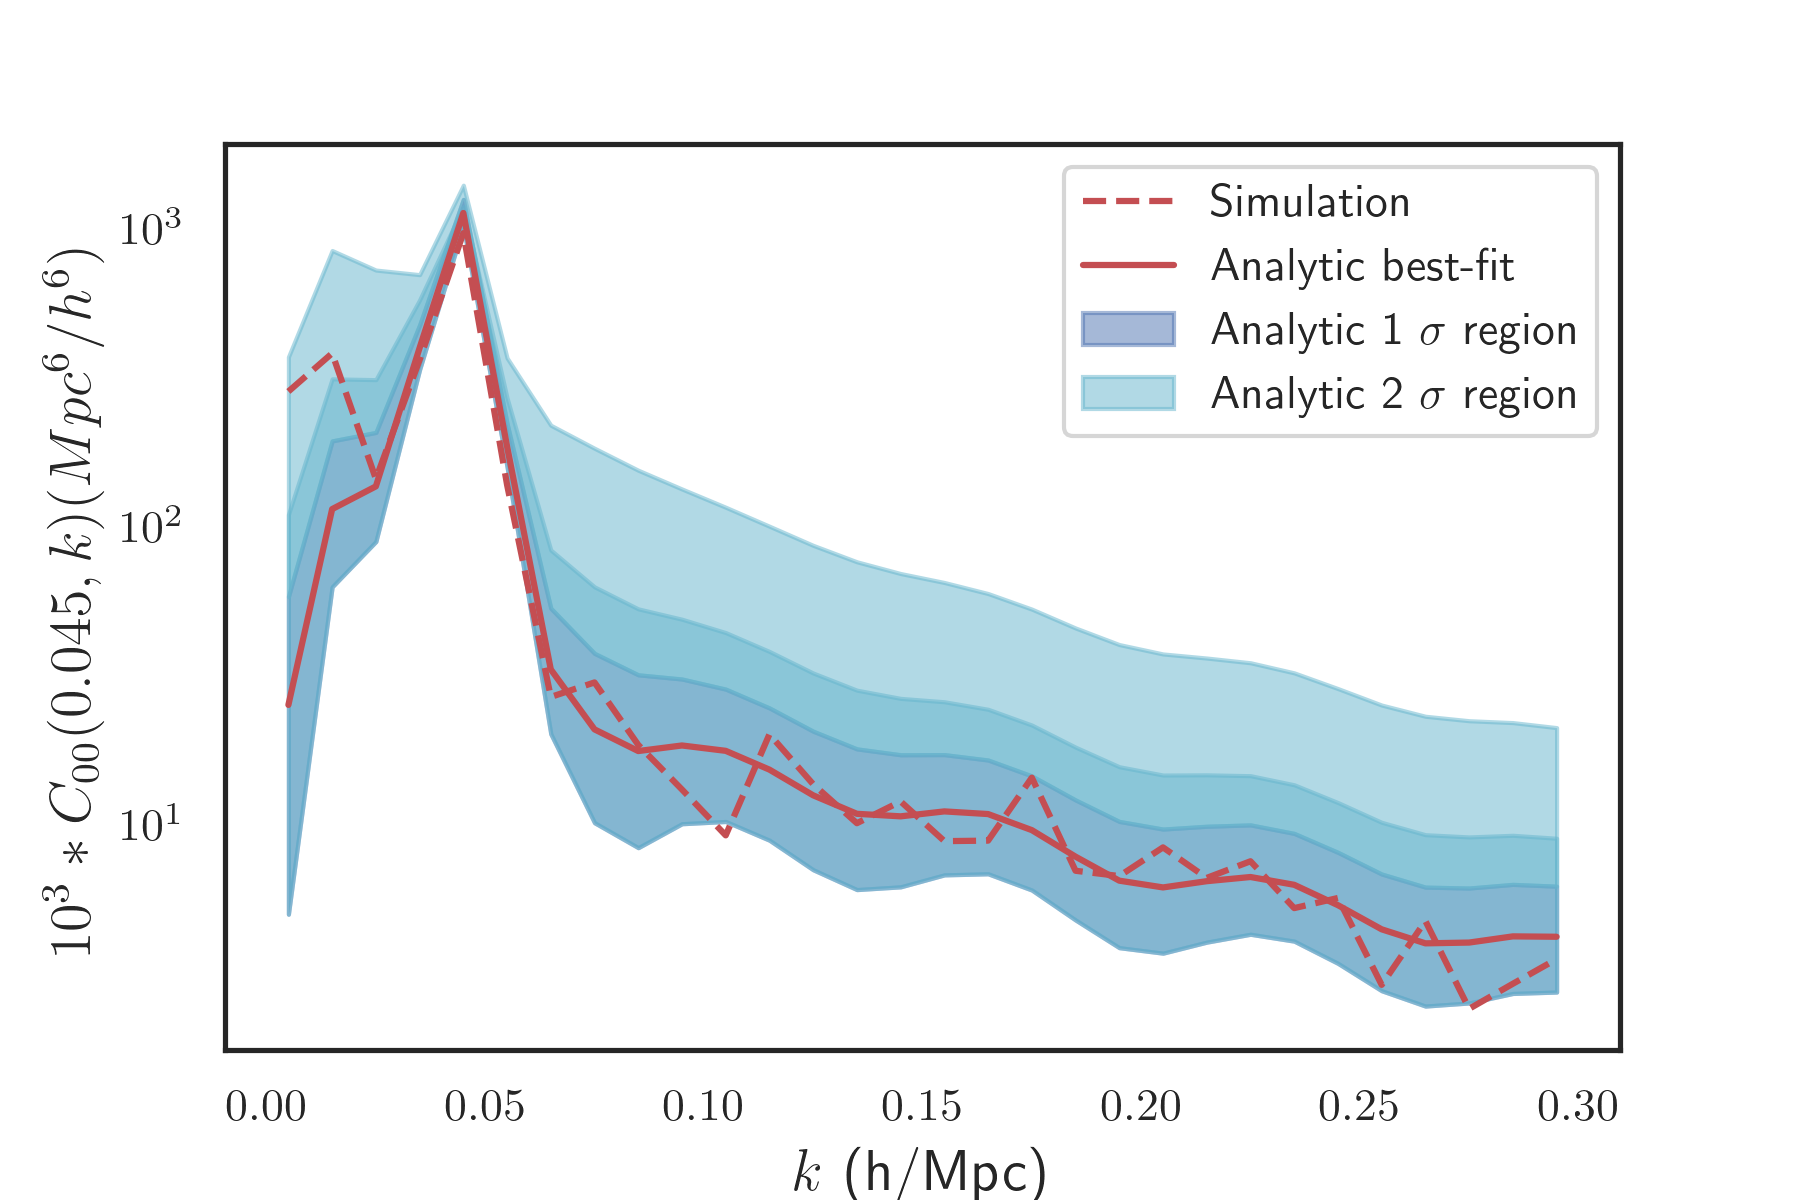 10³ * C₀₀(0.045, k)(Mpc⁶/h⁶)
10³
10²
10¹
Simulation
Analytic best-fit
Analytic 1 σ region
Analytic 2 σ region
0.00 0.05 0.10 0.15 0.20 0.25 0.30
k (h/Mpc)